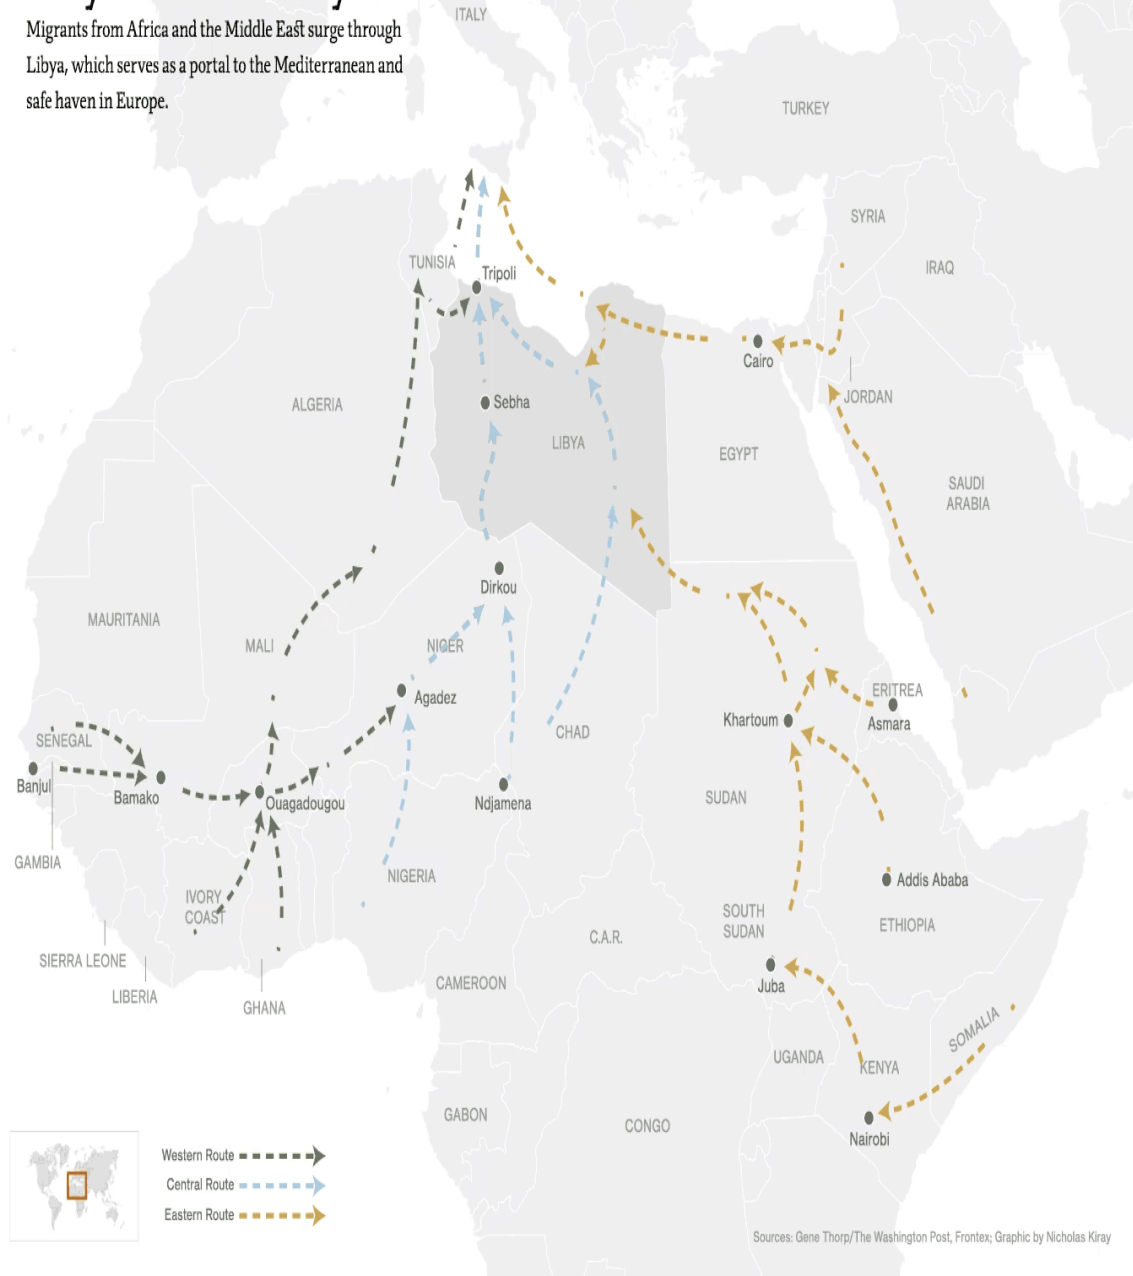 Migrants from Africa and the Middle East surge through
Libya, which serves as a portal to the Mediterranean and
safe haven in Europe.
ITALY
TURKEY
SYRIA
TUNISIA
IRAQ
Tripoli
Cairo
JORDAN
ALGERIA
Sebha
LIBYA
EGYPT
SAUDI
ARABIA
Dirkou
MAURITANIA
MALI
NIGER
Agadez
ERITREA
Asmara
Khartoum
CHAD
SENEGAL
Banjul
Bamako
Ouagadougou
Ndjamena
SUDAN
GAMBIA
NIGERIA
Addis Ababa
IVORY
COAST
SOUTH
SUDAN
ETHIOPIA
C.A.R.
SIERRA LEONE
CAMEROON
Juba
LIBERIA
GHANA
SOMALIA
UGANDA
KENYA
GABON
CONGO
Nairobi
Western Route
Central Route
Eastern Route
Sources: Gene Thorp/The Washington Post, Frontex; Graphic by Nicholas Kiray